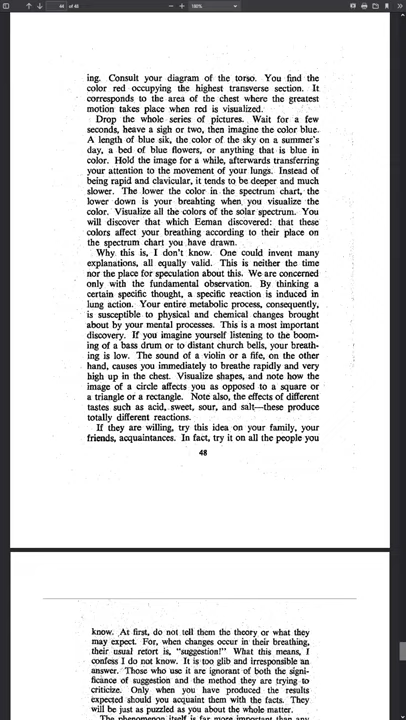 44 of 48
100%
ing. Consult your diagram of the torso. You find the
color red occupying the highest transverse section. It
corresponds to the area of the chest where the greatest
motion takes place when red is visualized.
Drop the whole series of pictures. Wait for a few
seconds, heave a sigh or two, then imagine the color blue.
A length of blue sik, the color of the sky on a summer's
day, a bed of blue flowers, or anything that is blue in
color. Hold the image for a while, afterwards transferring
your attention to the movement of your lungs. Instead of
being rapid and clavicular, it tends to be deeper and much
slower. The lower the color in the spectrum chart, the
lower down is your breahting when you visualize the
color. Visualize all the colors of the solar spectrum. You
will discover that which Eeman discovered: that these
colors affect your breathing according to their place on
the spectrum chart you have drawn.
Why this is, I don't know. One could invent many
explanations, all equally valid. This is neither the time
nor the place for speculation about this. We are concerned
only with the fundamental observation. By thinking a
certain specific thought, a specific reaction is induced in
lung action. Your entire metabolic process, consequently,
is susceptible to physical and chemical changes brought
about by your mental processes. This is a most important
discovery. If you imagine yourself listening to the boom-
ing of a bass drum or to distant church bells, your breath-
ing is low. The sound of a violin or a fife, on the other
hand, causes you immediately to breathe rapidly and very
high up in the chest. Visualize shapes, and note how the
image of a circle affects you as opposed to a square or
a triangle or a rectangle. Note also, the effects of different
tastes such as acid, sweet, sour, and salt—these produce
totally different reactions.
If they are willing, try this idea on your family, your
friends, acquaintances. In fact, try it on all the people you
48
know. At first, do not tell them the theory or what they
may expect. For, when changes occur in their breathing,
their usual retort is, "suggestion!" What this means, I
confess I do not know. It is too glib and irresponsible an
answer. Those who use it are ignorant of both the signi-
ficance of suggestion and the method they are trying to
criticize. Only when you have produced the results
expected should you acquaint them with the facts. They
will be just as puzzled as you about the whole matter.
The phenomenon itself is far more important than any